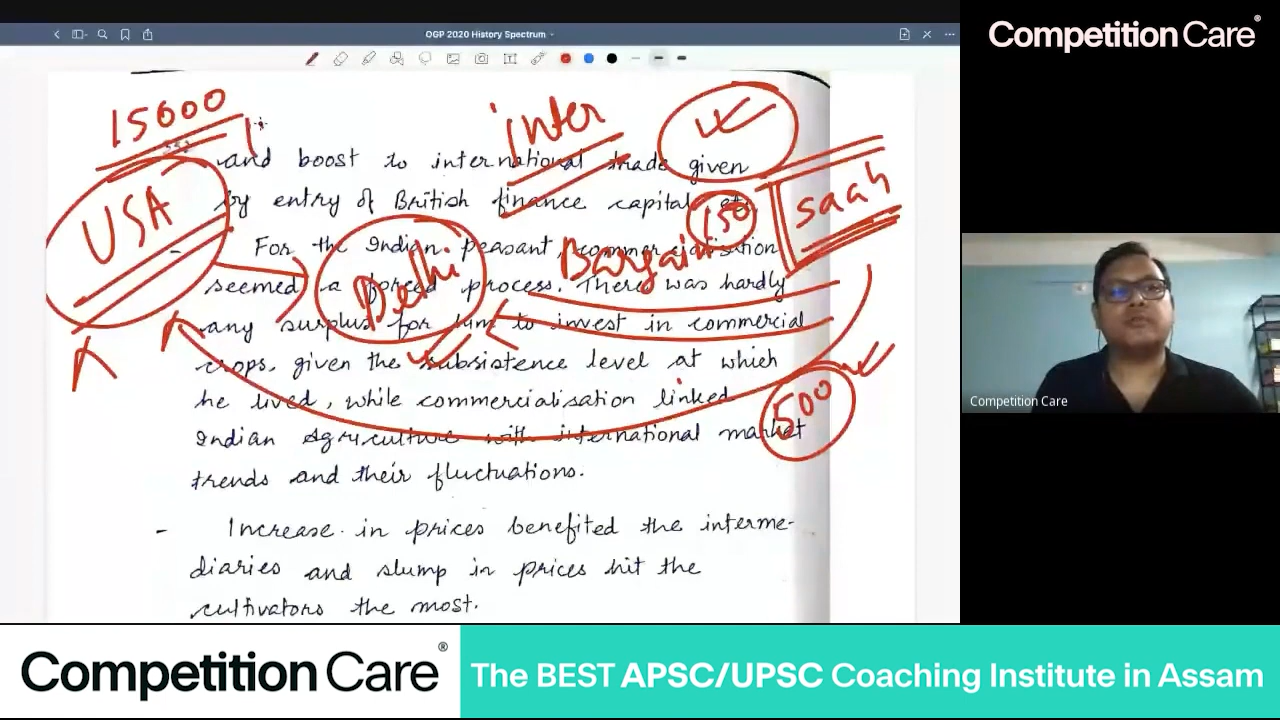 OGP 2020 History Spectrum
Competition Care®
15000
inter
USA
saah
150
Bargain
Delhi
500
and boost to international trade given
by entry of British finance capital etc
For the Indian peasant, commercialisation
seemed a forced process. There was hardly
any surplus for him to invest in commercial
crops, given the subsistence level at which
he lived, while commercialisation linked
Indian Agriculture with international market
trends and their fluctuations.
- Increase in prices benefited the interme-
diaries and slump in prices hit the
cultivators the most.
Competition Care
Competition Care®
The BEST APSC/UPSC Coaching Institute in Assam